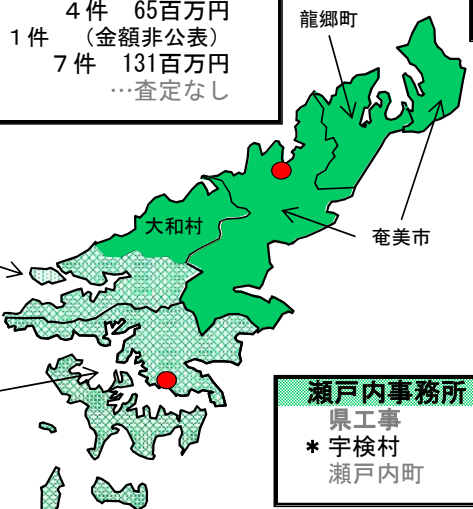 4件 65百万円
1件 (金額非公表)
7件 131百万円
…査定なし
龍郷町
大和村
奄美市
瀬戸内事務所
県工事
* 宇検村
瀬戸内町